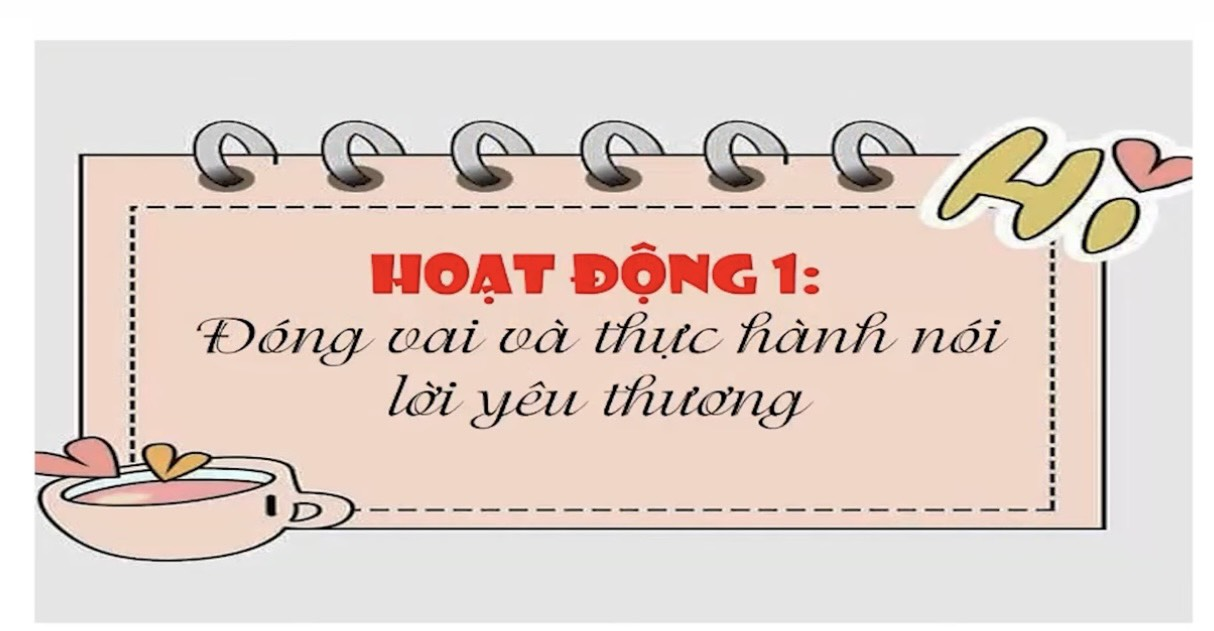 Hi
HOẠT ĐỘNG 1:
Đóng vai và thực hành nói
lời yêu thương